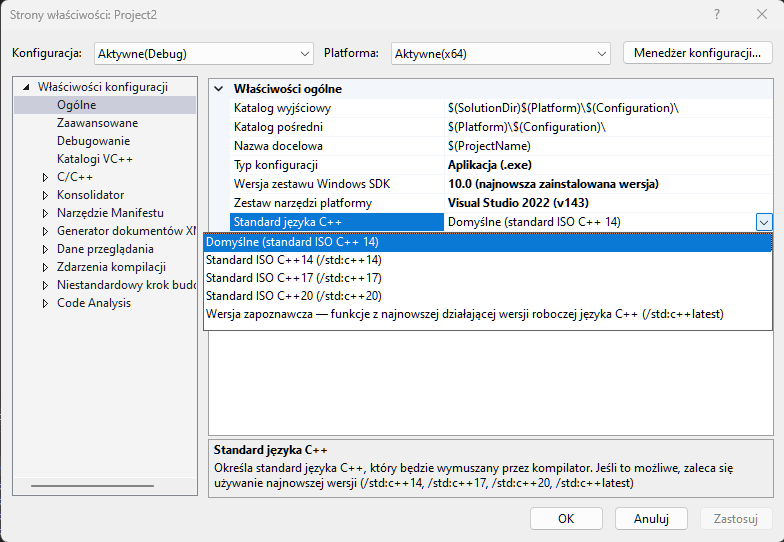 Strony właściwości: Project2
Konfiguracja: Aktywne(Debug) Platforma: Aktywne(x64) Menedżer konfiguracji...
Właściwości konfiguracji
Ogólne
Zaawansowane
Debugowanie
Katalogi VC++
C/C++
Konsolidator
Narzędzie Manifestu
Generator dokumentów XM
Dane przeglądania
Zdarzenia kompilacji
Niestandardowy krok budo
Code Analysis
Właściwości ogólne
Katalog wyjściowy $(SolutionDir)$(Platform)\$(Configuration)\
Katalog pośredni $(Platform)\$(Configuration)\
Nazwa docelowa $(ProjectName)
Typ konfiguracji Aplikacja (.exe)
Wersja zestawu Windows SDK 10.0 (najnowsza zainstalowana wersja)
Zestaw narzędzi platformy Visual Studio 2022 (v143)
Standard języka C++ Domyślne (standard ISO C++ 14)
Domyślne (standard ISO C++ 14)
Standard ISO C++14 (/std:c++14)
Standard ISO C++17 (/std:c++17)
Standard ISO C++20 (/std:c++20)
Wersja zapoznawcza — funkcje z najnowszej działającej wersji roboczej języka C++ (/std:c++latest)
Standard języka C++
Określa standard języka C++, który będzie wymuszany przez kompilator. Jeśli to możliwe, zaleca się
używanie najnowszej wersji (/std:c++14, /std:c++17, /std:c++20, /std:c++latest)
OK Anuluj Zastosuj